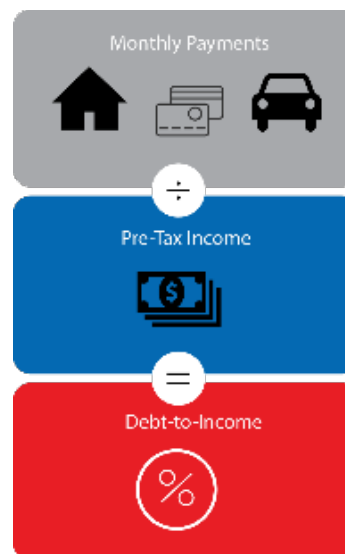 Monthly Payments
÷
Pre-Tax Income
$
=
Debt-to-Income
%